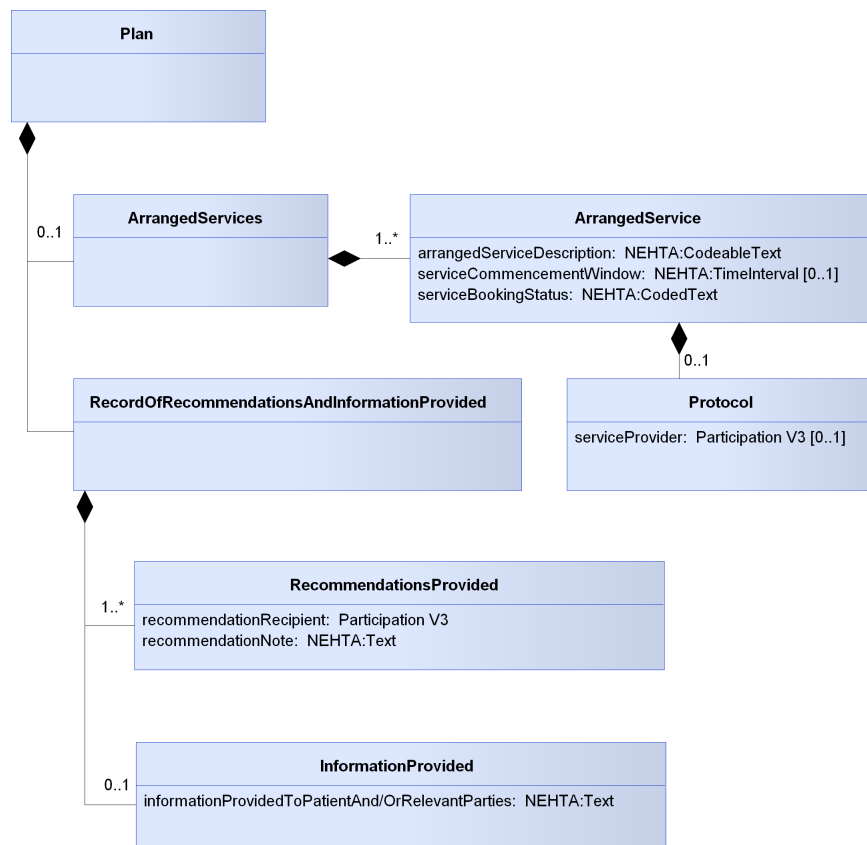 Plan
0..1
ArrangedServices
1..*
ArrangedService
arrangedServiceDescription: NEHTA:CodeableText
serviceCommencementWindow: NEHTA:TimeInterval [0..1]
serviceBookingStatus: NEHTA:CodedText
0..1
Protocol
serviceProvider: Participation V3 [0..1]
RecordOfRecommendationsAndInformationProvided
1..*
RecommendationsProvided
recommendationRecipient: Participation V3
recommendationNote: NEHTA:Text
0..1
InformationProvided
informationProvidedToPatientAnd/OrRelevantParties: NEHTA:Text